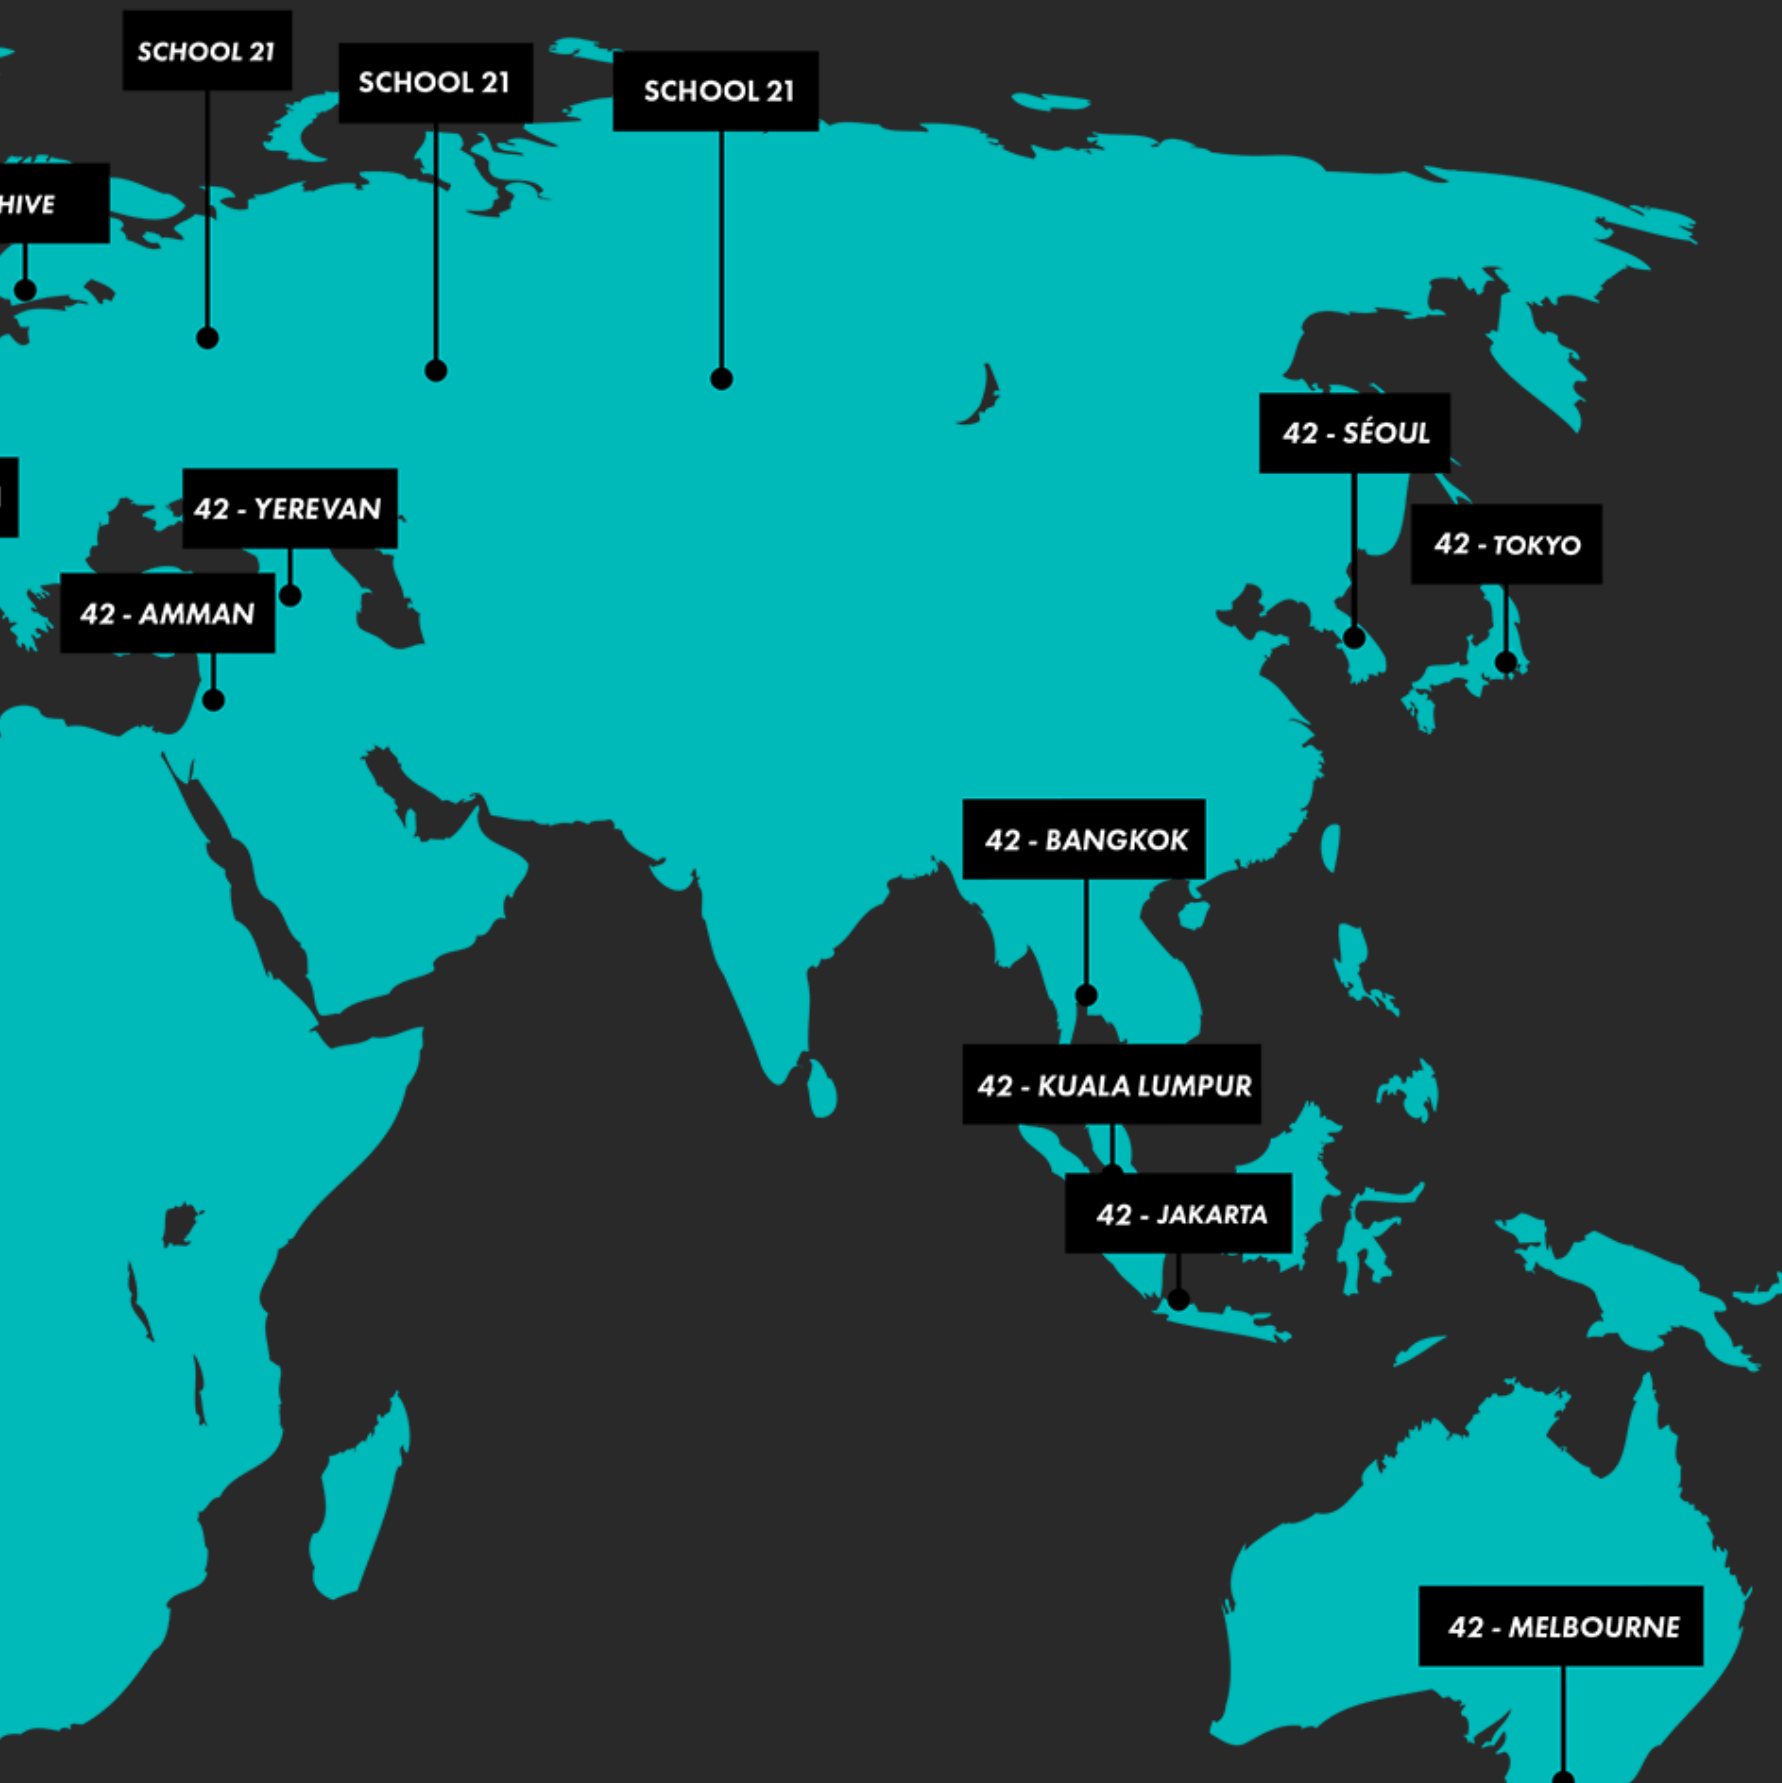 SCHOOL 21
SCHOOL 21
SCHOOL 21
HIVE
42 - SÉOUL
42 - YEREVAN
42 - TOKYO
42 - AMMAN
42 - BANGKOK
42 - KUALA LUMPUR
42 - JAKARTA
42 - MELBOURNE